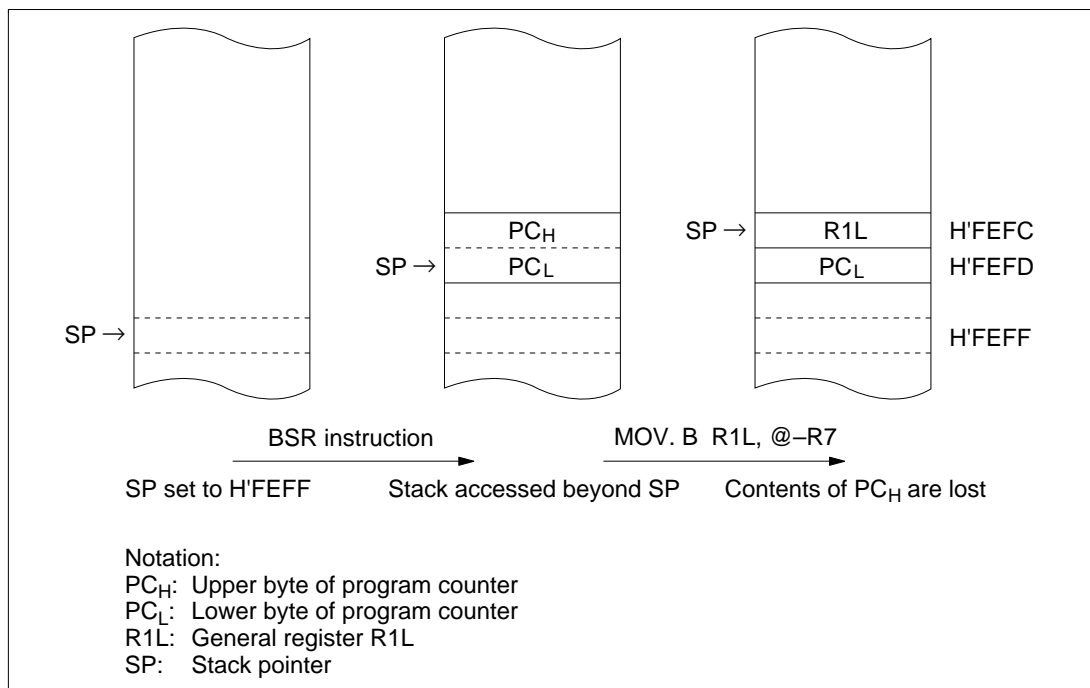 PCH
SP → R1L H'FEFC
SP → PCL PCL H'FEFD
SP → H'FEFF
BSR instruction MOV. B R1L, @–R7
SP set to H'FEFF Stack accessed beyond SP Contents of PCH are lost
Notation:
PCH: Upper byte of program counter
PCL: Lower byte of program counter
R1L: General register R1L
SP: Stack pointer